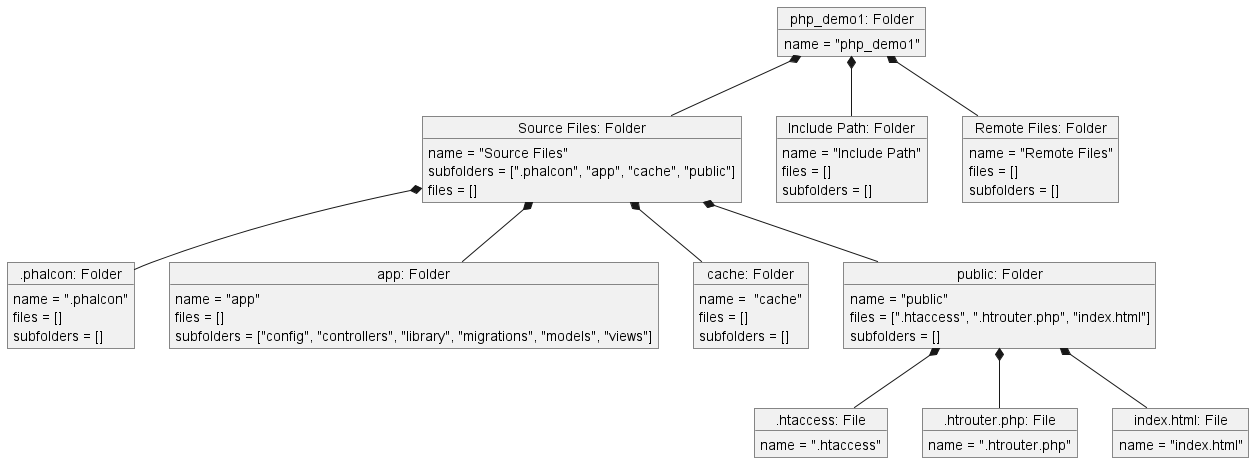 php_demo1: Folder
name = "php_demo1"
Source Files: Folder
name = "Source Files"
subfolders = [".phalcon", "app", "cache", "public"]
files = []
Include Path: Folder
name = "Include Path"
files = []
subfolders = []
Remote Files: Folder
name = "Remote Files"
files = []
subfolders = []
.phalcon: Folder
name = ".phalcon"
files = []
subfolders = []
app: Folder
name = "app"
files = []
subfolders = ["config", "controllers", "library", "migrations", "models", "views"]
cache: Folder
name =  "cache"
files = []
subfolders = []
public: Folder
name = "public"
files = [".htaccess", ".htrouter.php", "index.html"]
subfolders = []
.htaccess: File
name = ".htaccess"
.htrouter.php: File
name = ".htrouter.php"
index.html: File
name = "index.html"